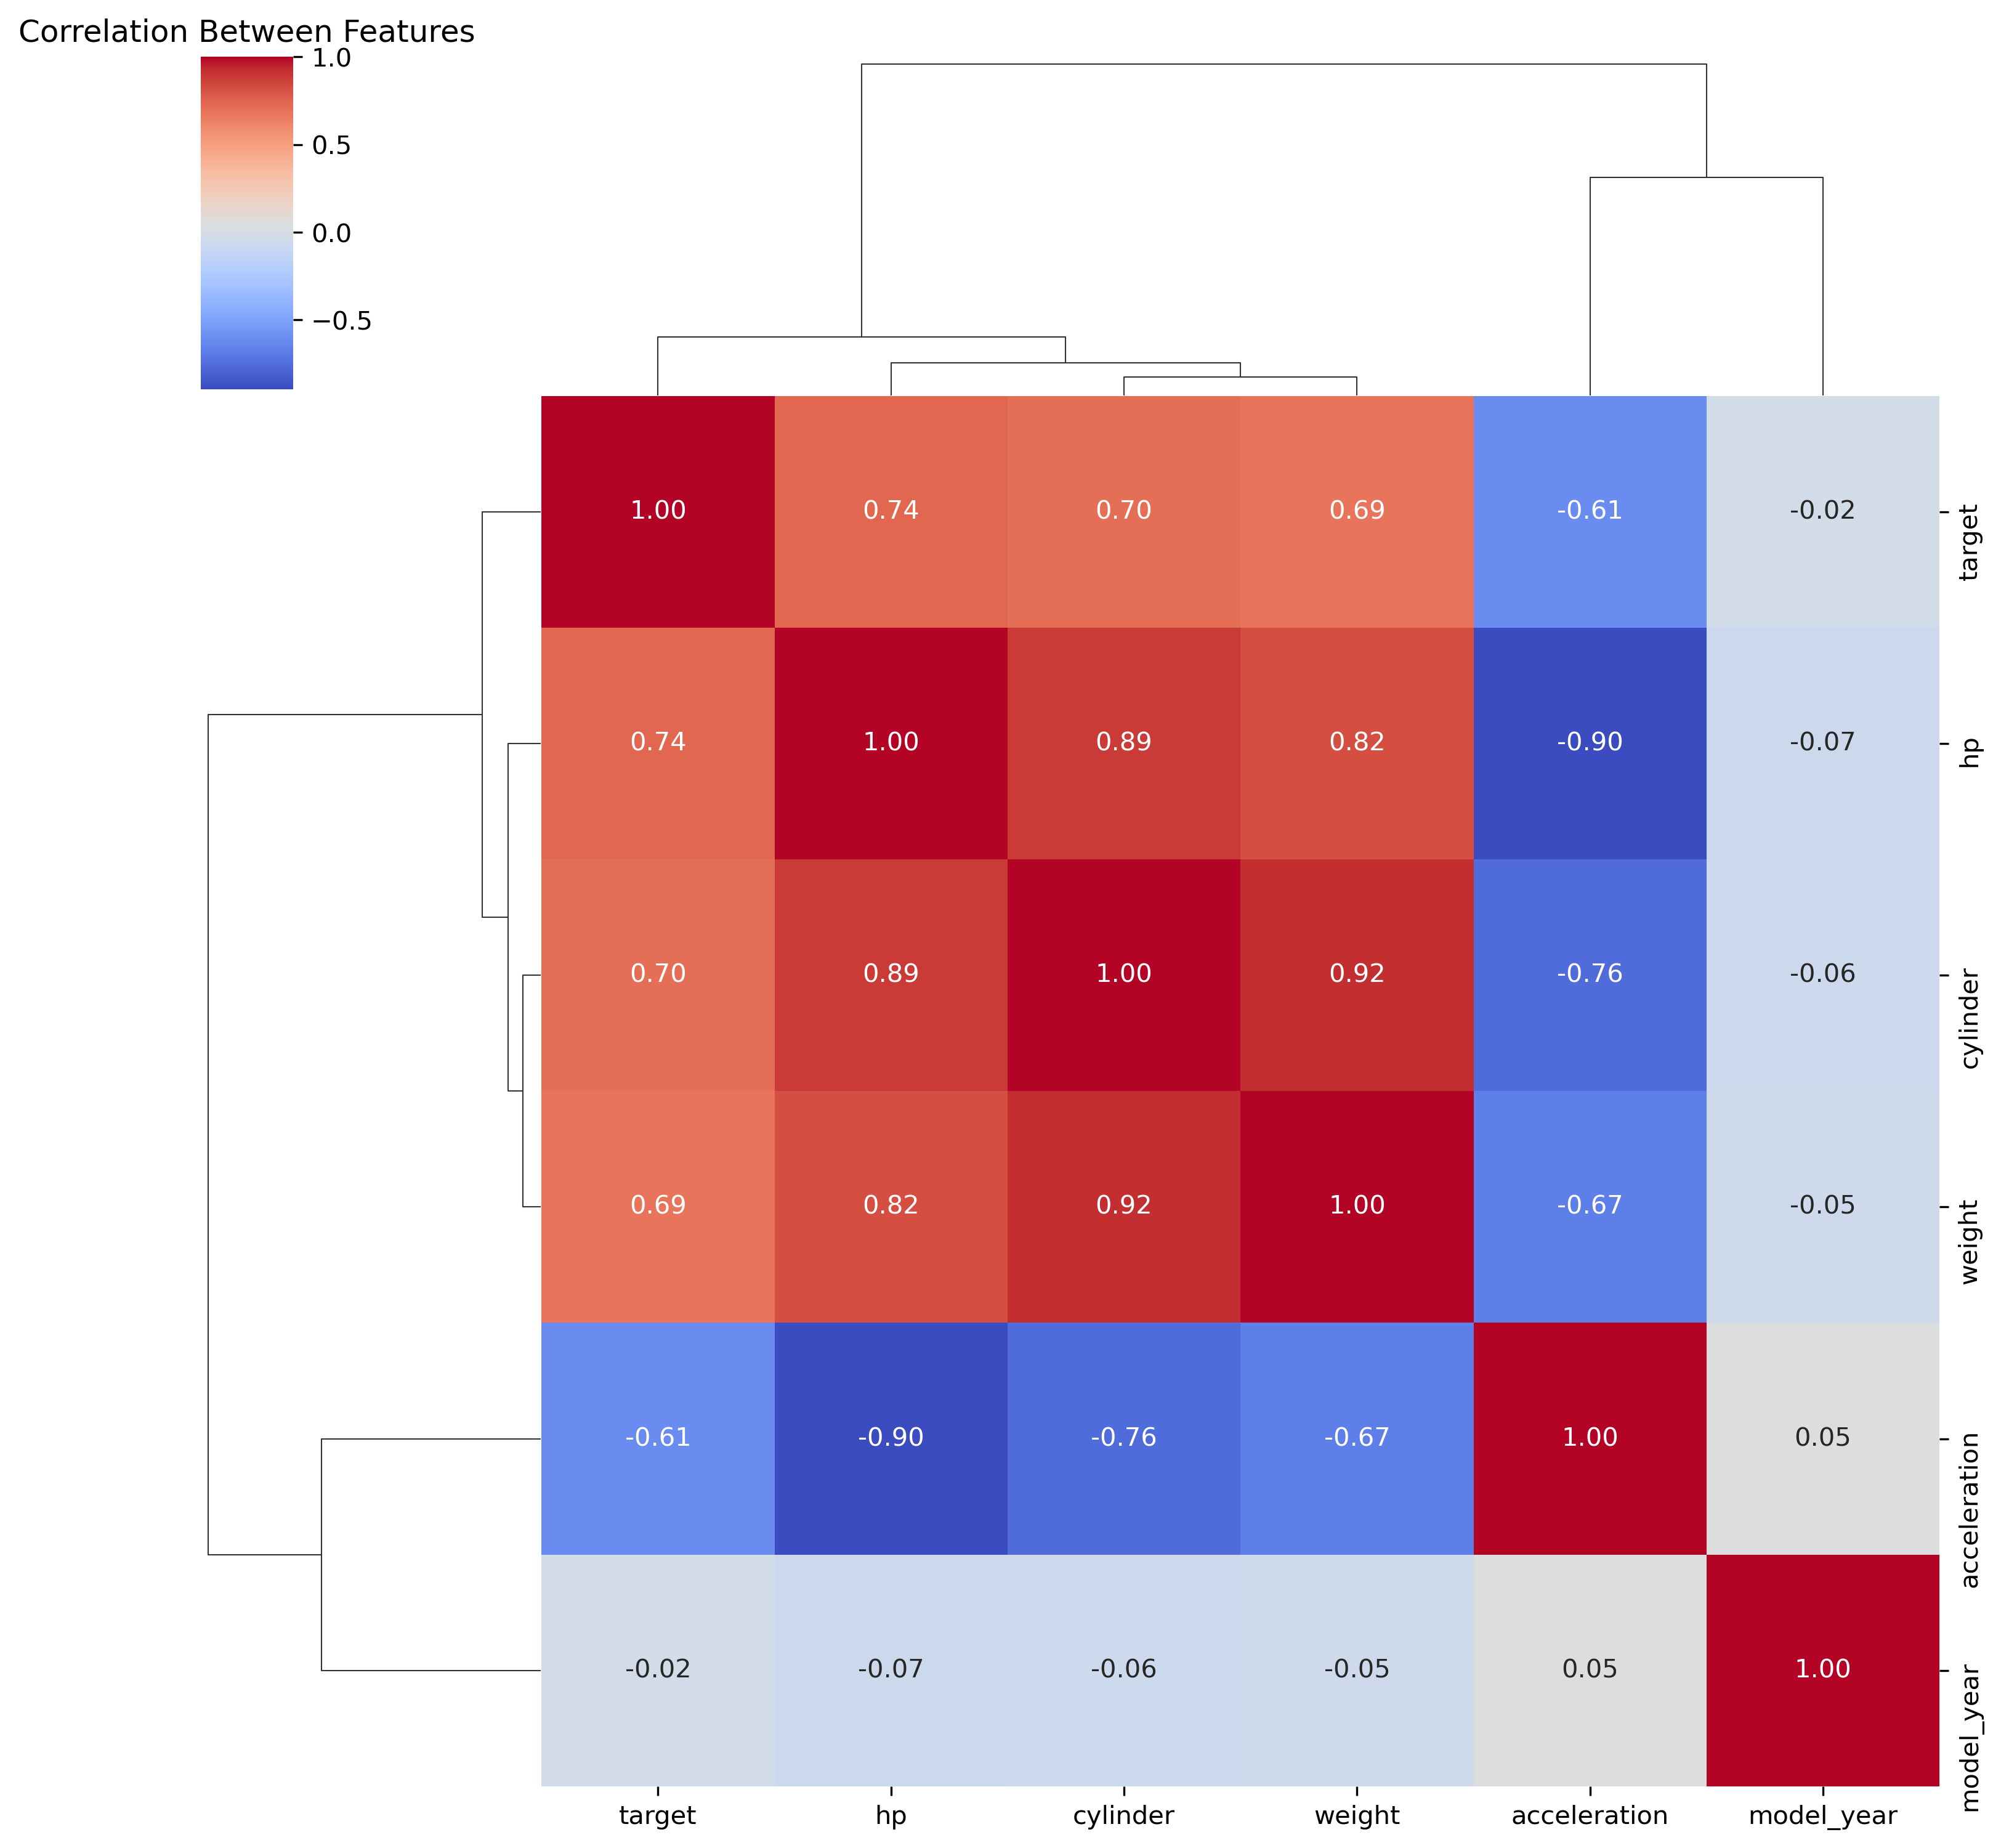 Correlation Between Features
1.0
0.5
0.0
−0.5
1.00 0.74 0.70 0.69 -0.61 -0.02 target
0.74 1.00 0.89 0.82 -0.90 -0.07 hp
0.70 0.89 1.00 0.92 -0.76 -0.06 cylinder
0.69 0.82 0.92 1.00 -0.67 -0.05 weight
-0.61 -0.90 -0.76 -0.67 1.00 0.05 acceleration
-0.02 -0.07 -0.06 -0.05 0.05 1.00 model_year
target hp cylinder weight acceleration model_year